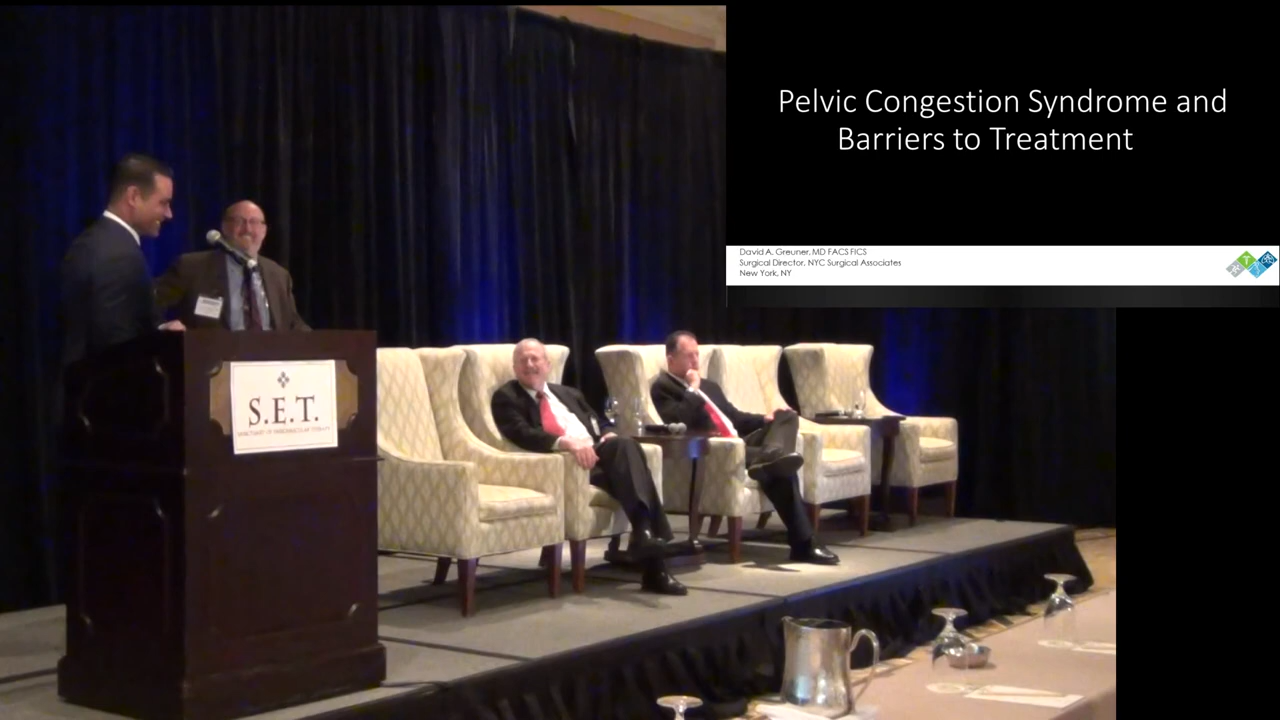 Pelvic Congestion Syndrome and
Barriers to Treatment
David A. Greuner, MD FACS FICS
Surgical Director, NYC Surgical Associates
New York, NY
S.E.T.